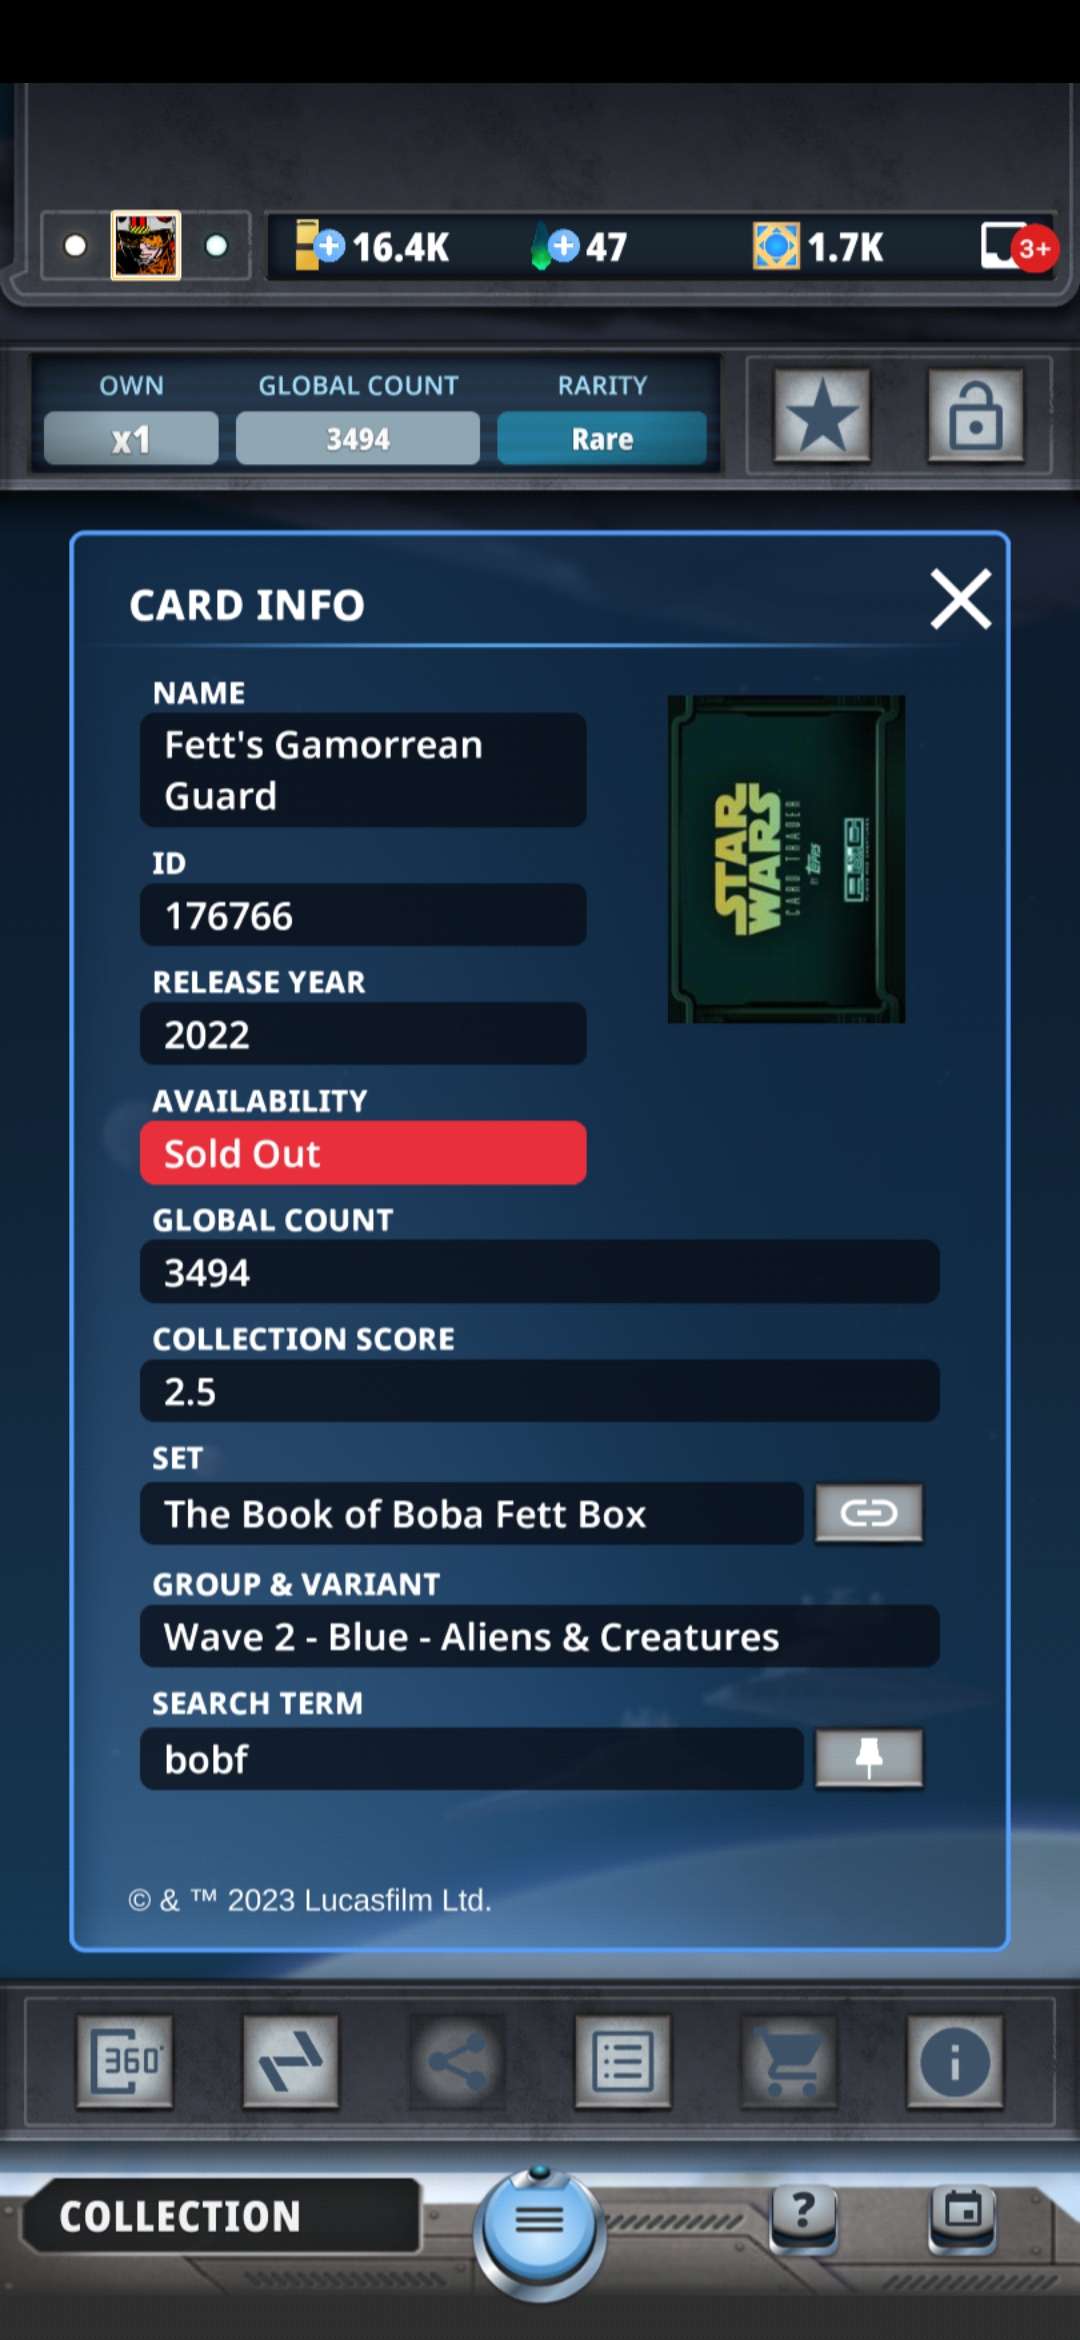 16.4K
47
1.7K
3+
OWN
GLOBAL COUNT
RARITY
x1
3494
Rare
CARD INFO
NAME
Fett's Gamorrean
Guard
STAR
WARS
CARD TRADER
BY TOPPS
ID
176766
RELEASE YEAR
2022
AVAILABILITY
Sold Out
GLOBAL COUNT
3494
COLLECTION SCORE
2.5
SET
The Book of Boba Fett Box
GROUP & VARIANT
Wave 2 - Blue - Aliens & Creatures
SEARCH TERM
bobf
© & ™ 2023 Lucasfilm Ltd.
360°
COLLECTION
?